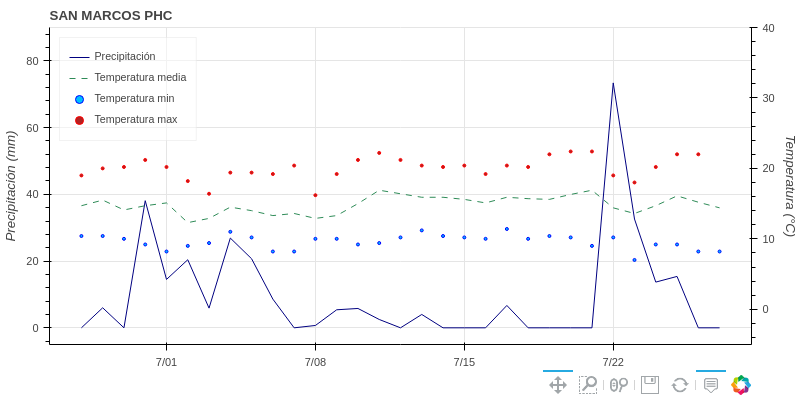 SAN MARCOS PHC
Precipitación
Temperatura media
Temperatura min
Temperatura max
Precipitación (mm)
80
60
40
20
0
40
30
20
10
0
Temperatura (°C)
7/01
7/08
7/15
7/22